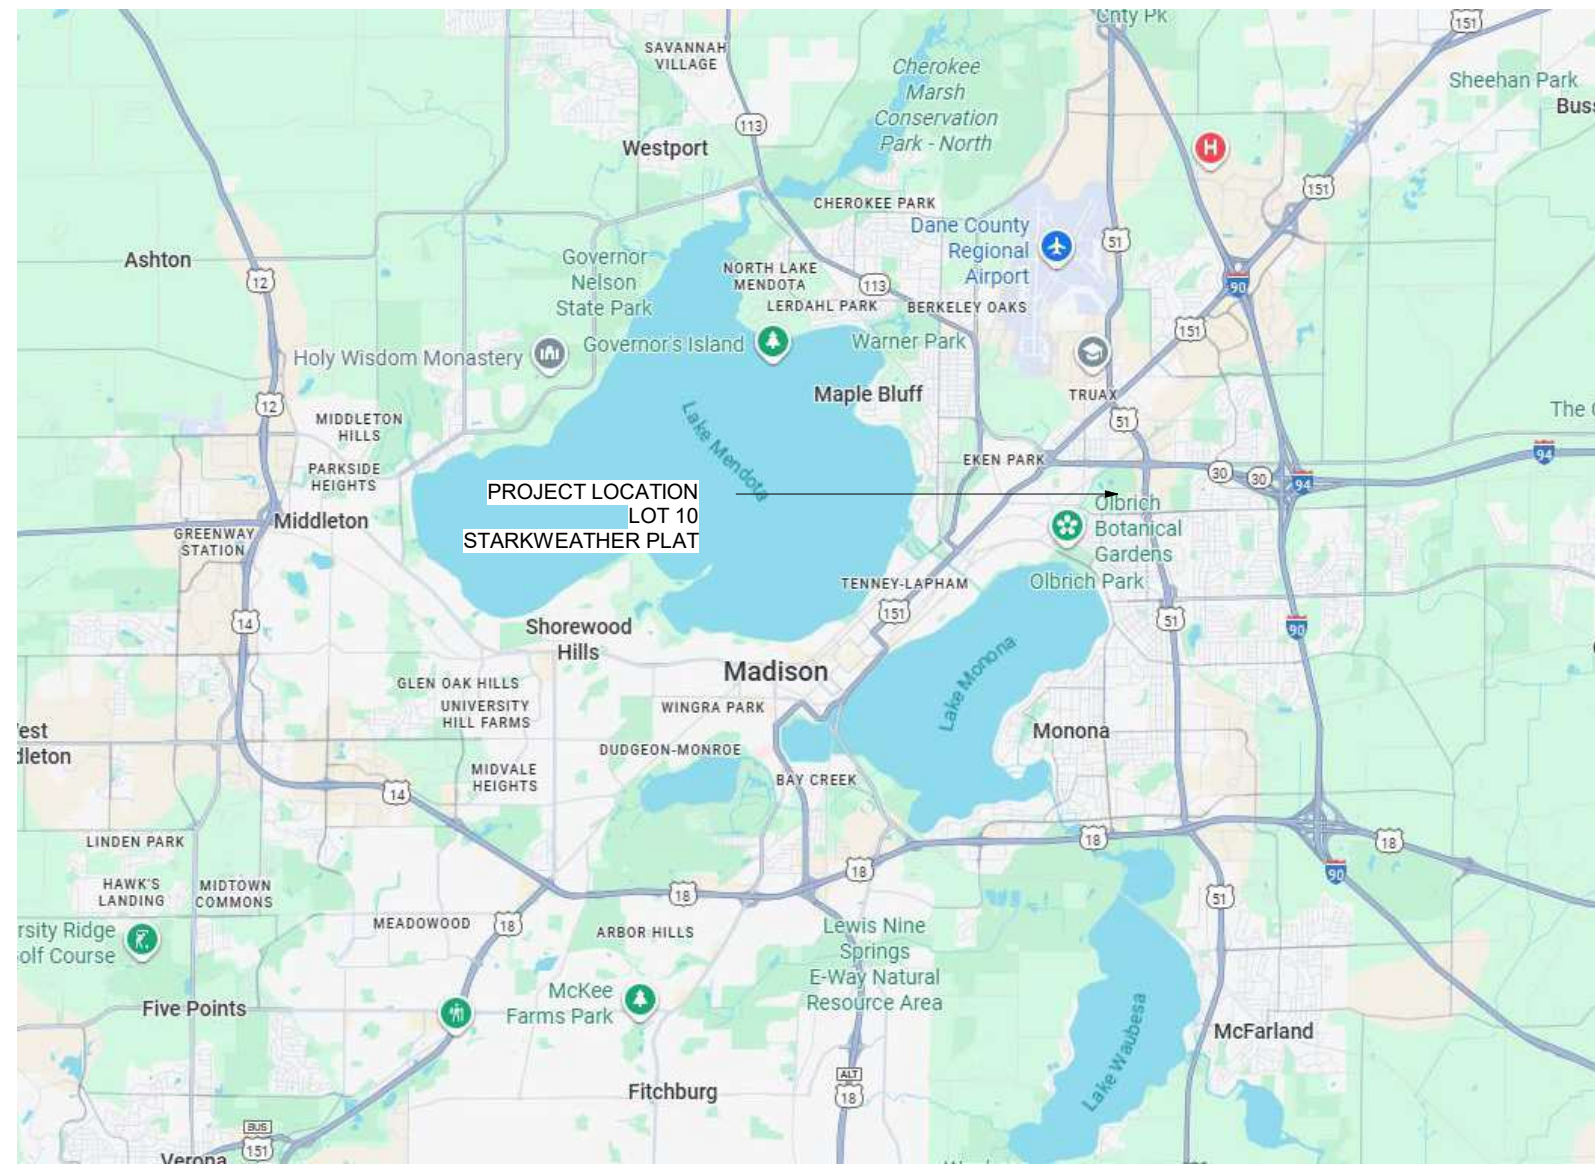 Cnty Pk
151
SAVANNAH
VILLAGE
Cherokee
Marsh
Conservation
Park - North
Sheehan Park
113
Westport
H
151
CHEROKEE PARK
Dane County
Regional
Airport
51
Ashton
Governor
Nelson
State Park
NORTH LAKE
MENDOTA
12
113
90
LERDAHL PARK
BERKELEY OAKS
151
Holy Wisdom Monastery
Governor's Island
Warner Park
Maple Bluff
TRUAX
12
MIDDLETON
HILLS
51
Lake Mendota
PARKSIDE
HEIGHTS
EKEN PARK
30
30
94
94
PROJECT LOCATION
LOT 10
STARKWEATHER PLAT
Olbrich
Botanical
Gardens
Middleton
GREENWAY
STATION
TENNEY-LAPHAM
Olbrich Park
151
14
51
90
Shorewood
Hills
Madison
Lake Monona
GLEN OAK HILLS
UNIVERSITY
HILL FARMS
WINGRA PARK
Monona
DUDGEON-MONROE
MIDVALE
HEIGHTS
BAY CREEK
14
LINDEN PARK
18
18
18
90
HAWK'S
LANDING
MIDTOWN
COMMONS
18
51
MEADOWOOD
18
ARBOR HILLS
Lewis Nine
Springs
E-Way Natural
Resource Area
rsity Ridge
olf Course
McKee
Farms Park
Five Points
Lake Waubesa
McFarland
Fitchburg
ALT
18
BUS
151
Verona